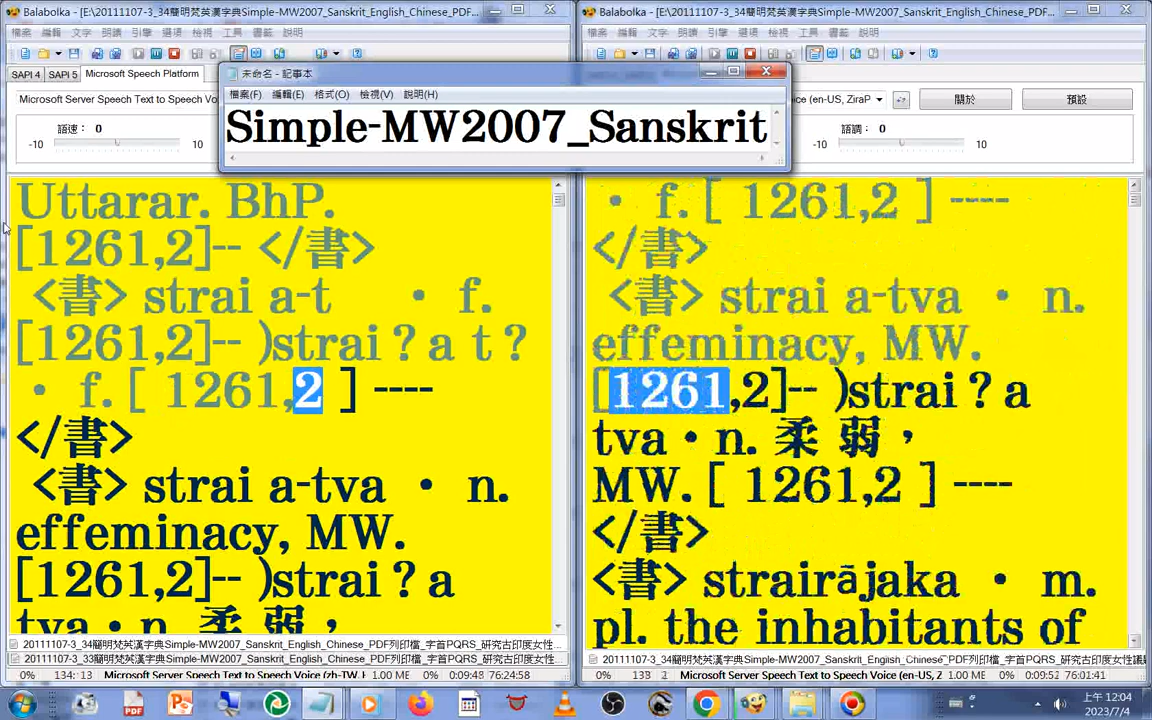 Balabolka - [E:\20111107-3_34簡明梵英漢字典Simple-MW2007_Sanskrit_English_Chinese_PDF...
檔案 編輯 文字 朗讀 引擎 選項 檢視 工具 書籤 說明
SAPI 4 SAPI 5 Microsoft Speech Platform
Microsoft Server Speech Text to Speech Vo
語速： 0
-10 10
Uttarar. BhP.
[1261,2]-- </書>
<書> strai a-t • f.
[1261,2]-- )strai ? a t ?
• f. [ 1261,2 ] ----
</書>
<書> strai a-tva • n.
effeminacy, MW.
[1261,2]-- )strai ? a
tva • n. 柔 弱，
20111107-3_34簡明梵英漢字典Simple-MW2007_Sanskrit_English_Chinese_PDF列印檔_字首PQRS_研究古印度女性
20111107-3_33簡明梵英漢字典Simple-MW2007_Sanskrit_English_Chinese_PDF列印檔_字首PQRS_研究古印度女性
0% 134: 13 Microsoft Server Speech Text to Speech Voice (zh-TW, 1.00 ME 0% 0:09:48 76:24:58
未命名 - 記事本
檔案(F) 編輯(E) 格式(O) 檢視(V) 說明(H)
Simple-MW2007_Sanskrit
Balabolka - [E:\20111107-3_34簡明梵英漢字典Simple-MW2007_Sanskrit_English_Chinese_PDF...
檔案 編輯 文字 朗讀 引擎 選項 檢視 工具 書籤 說明
ice (en-US, ZiraP 關於 預設
語調： 0
-10 10
• f. [ 1261,2 ] ----
</書>
<書> strai a-tva • n.
effeminacy, MW.
[1261,2]-- )strai ? a
tva • n. 柔 弱，
MW. [ 1261,2 ] ----
</書>
<書> strairājaka • m.
pl. the inhabitants of
20111107-3_34簡明梵英漢字典Simple-MW2007_Sanskrit_English_Chinese_PDF列印檔_字首PQRS_研究古印度女性議
0% 133: 2 Microsoft Server Speech Text to Speech Voice (en-US, Z 1.00 MB 0% 0:09:52 76:01:41
上午 12:04
2023/7/4